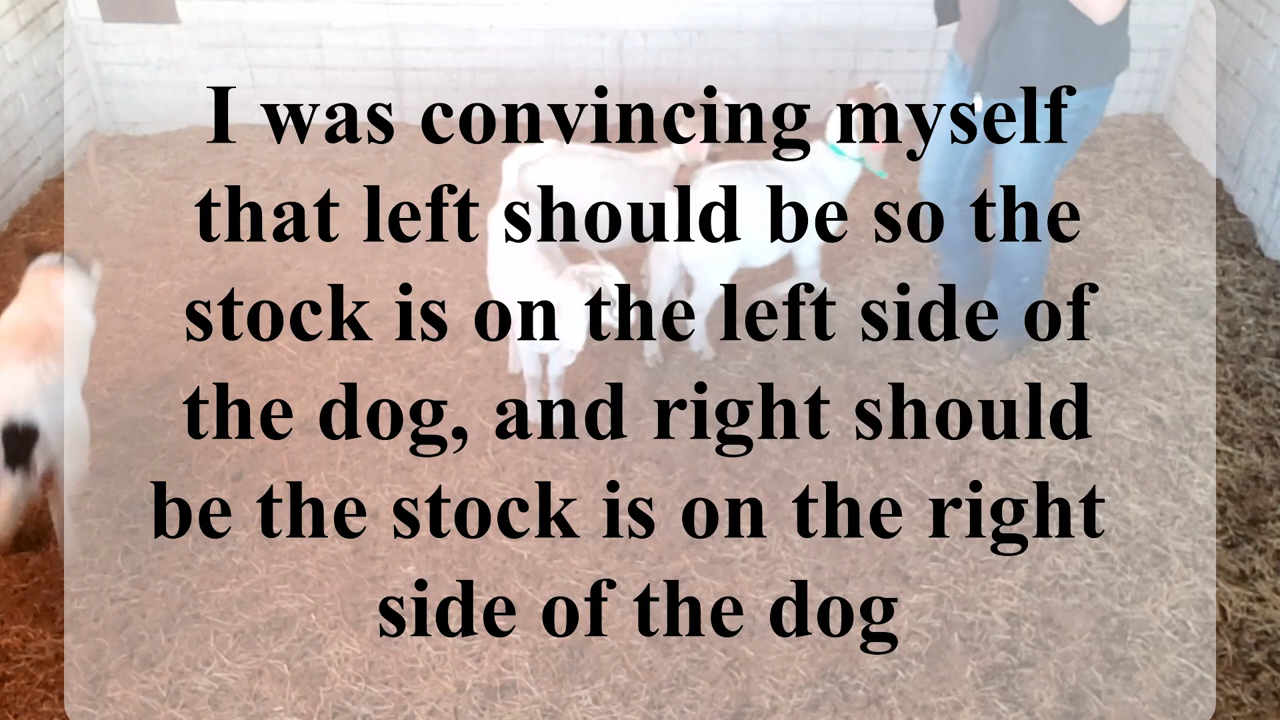 I was convincing myself
that left should be so the
stock is on the left side of
the dog, and right should
be the stock is on the right
side of the dog